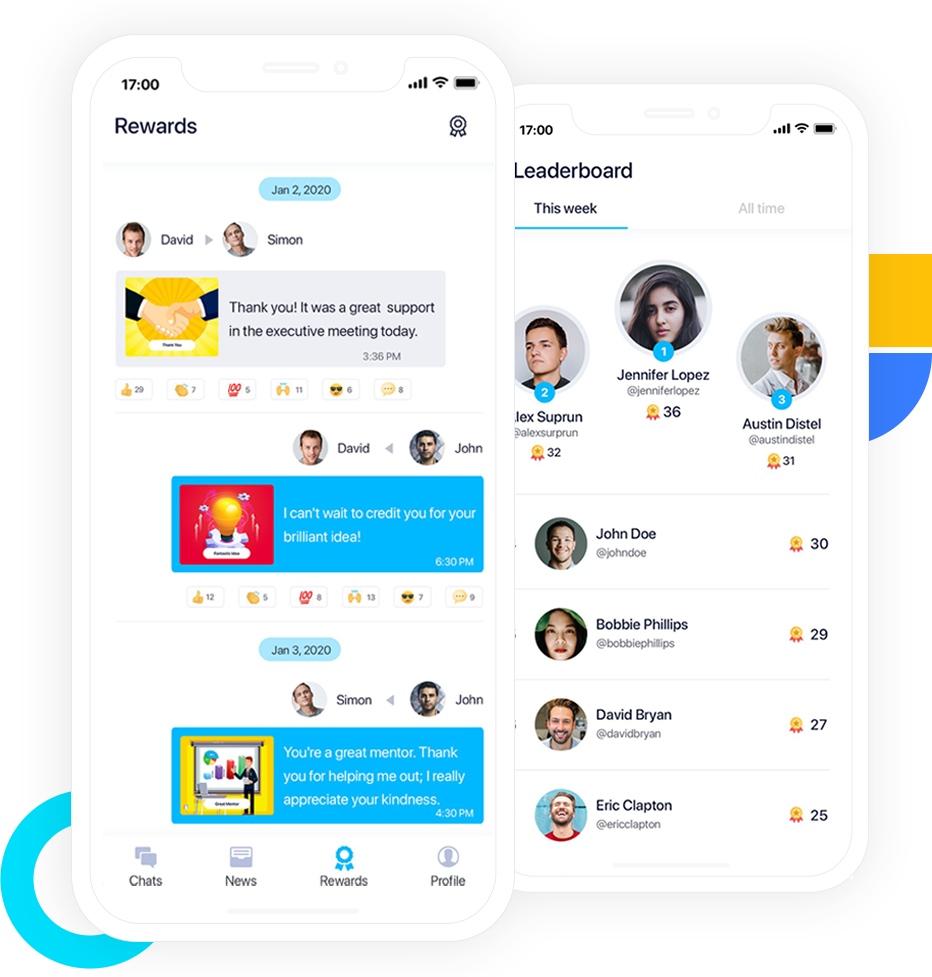 17:00
Rewards
Jan 2, 2020
David Simon
Thank You
Thank you! It was a great support
in the executive meeting today.
3:36 PM
29 7 💯 5 11 6 8
David John
Fantastic Idea
I can't wait to credit you for your
brilliant idea!
6:30 PM
12 5 💯 8 13 7 9
Jan 3, 2020
Simon John
Great Mentor
You're a great mentor. Thank
you for helping me out; I really
appreciate your kindness.
4:30 PM
Chats News Rewards Profile
17:00
Leaderboard
This week All time
1
Jennifer Lopez
@jenniferlopez
36
2
lex Suprun
@alexsurprun
32
3
Austin Distel
@austindistel
31
John Doe
@johndoe
30
Bobbie Phillips
@bobbiephillips
29
David Bryan
@davidbryan
27
Eric Clapton
@ericclapton
25